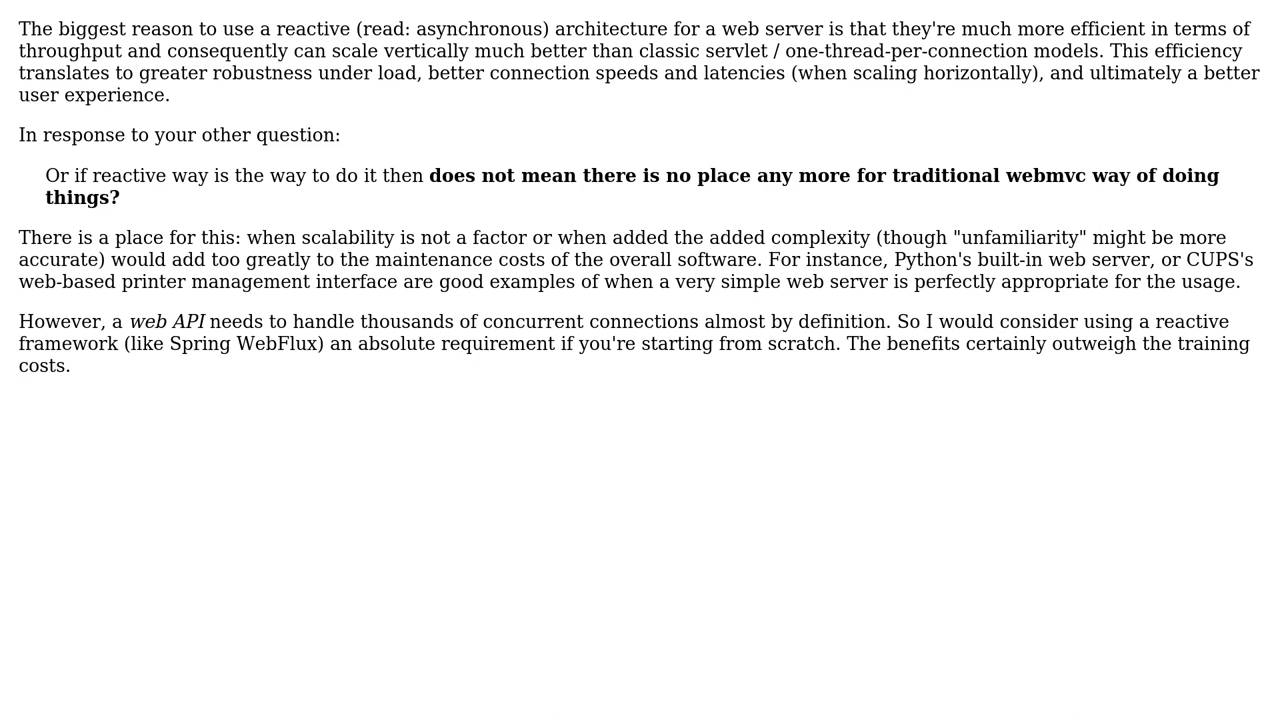 The biggest reason to use a reactive (read: asynchronous) architecture for a web server is that they're much more efficient in terms of
throughput and consequently can scale vertically much better than classic servlet / one-thread-per-connection models. This efficiency
translates to greater robustness under load, better connection speeds and latencies (when scaling horizontally), and ultimately a better
user experience.
In response to your other question:
Or if reactive way is the way to do it then does not mean there is no place any more for traditional webmvc way of doing
things?
There is a place for this: when scalability is not a factor or when added the added complexity (though "unfamiliarity" might be more
accurate) would add too greatly to the maintenance costs of the overall software. For instance, Python's built-in web server, or CUPS's
web-based printer management interface are good examples of when a very simple web server is perfectly appropriate for the usage.
However, a web API needs to handle thousands of concurrent connections almost by definition. So I would consider using a reactive
framework (like Spring WebFlux) an absolute requirement if you're starting from scratch. The benefits certainly outweigh the training
costs.